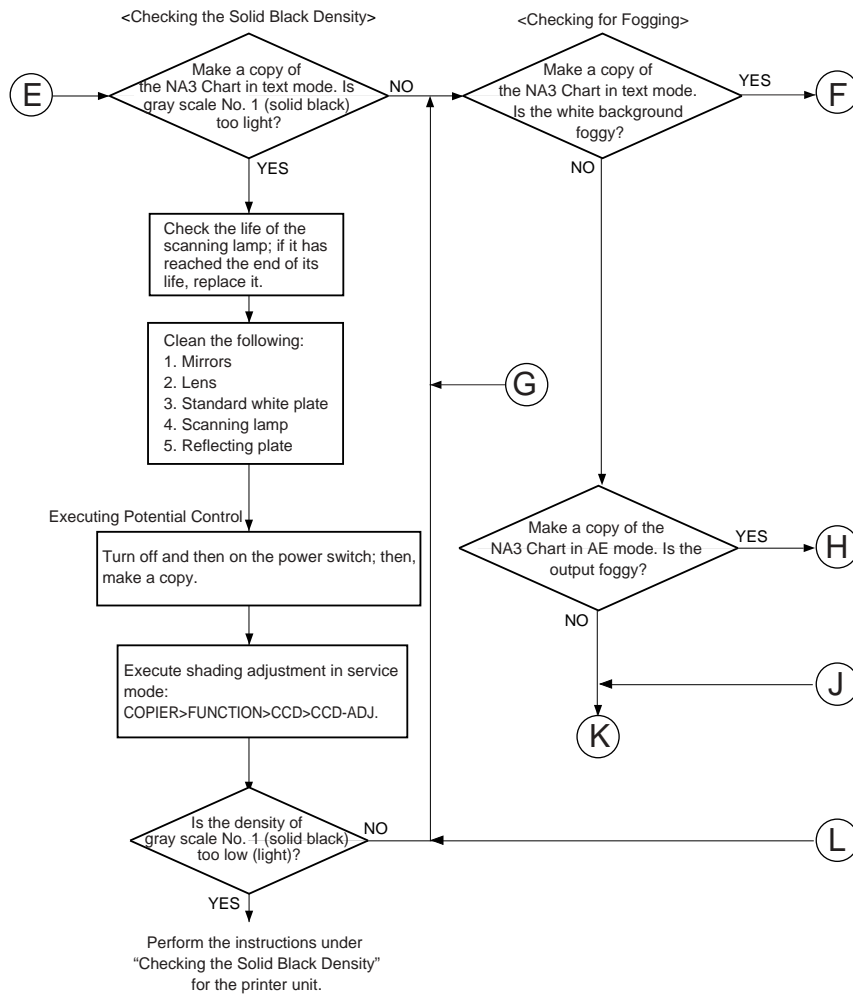 <Checking the Solid Black Density>
<Checking for Fogging>
E
Make a copy of
the NA3 Chart in text mode. Is
gray scale No. 1 (solid black)
too light?
NO
YES
Make a copy of
the NA3 Chart in text mode.
Is the white background
foggy?
YES
F
NO
Check the life of the
scanning lamp; if it has
reached the end of its
life, replace it.
Clean the following:
1. Mirrors
2. Lens
3. Standard white plate
4. Scanning lamp
5. Reflecting plate
G
Executing Potential Control
Turn off and then on the power switch; then,
make a copy.
Make a copy of the
NA3 Chart in AE mode. Is the
output foggy?
YES
H
NO
Execute shading adjustment in service
mode:
COPIER>FUNCTION>CCD>CCD-ADJ.
J
K
Is the density of
gray scale No. 1 (solid black)
too low (light)?
NO
L
YES
Perform the instructions under
“Checking the Solid Black Density”
for the printer unit.